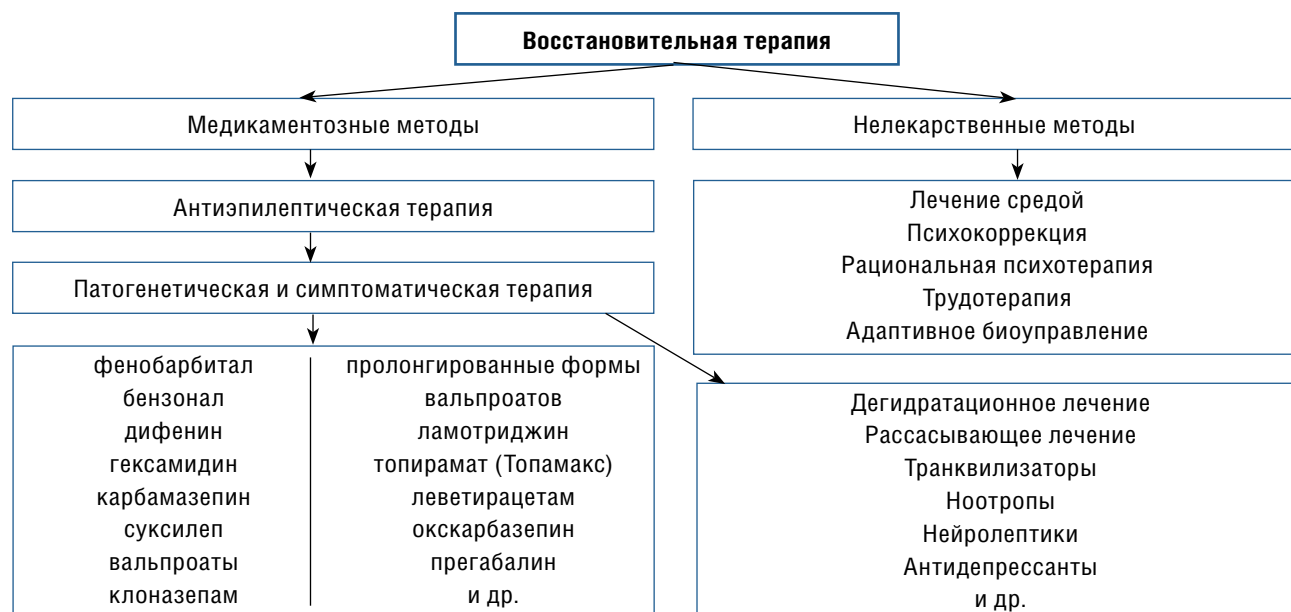 Восстановительная терапия
Медикаментозные методы
Нелекарственные методы
Антиэпилептическая терапия
Патогенетическая и симптоматическая терапия
Лечение средой
Психокоррекция
Рациональная психотерапия
Трудотерапия
Адаптивное биоуправление
фенобарбитал
бензонал
дифенин
гексамидин
карбамазепин
суксилеп
вальпроаты
клоназепам
пролонгированные формы
вальпроатов
ламотриджин
топирамат (Топамакс)
леветирацетам
окскарбазепин
прегабалин
и др.
Дегидратационное лечение
Рассасывающее лечение
Транквилизаторы
Ноотропы
Нейролептики
Антидепрессанты
и др.